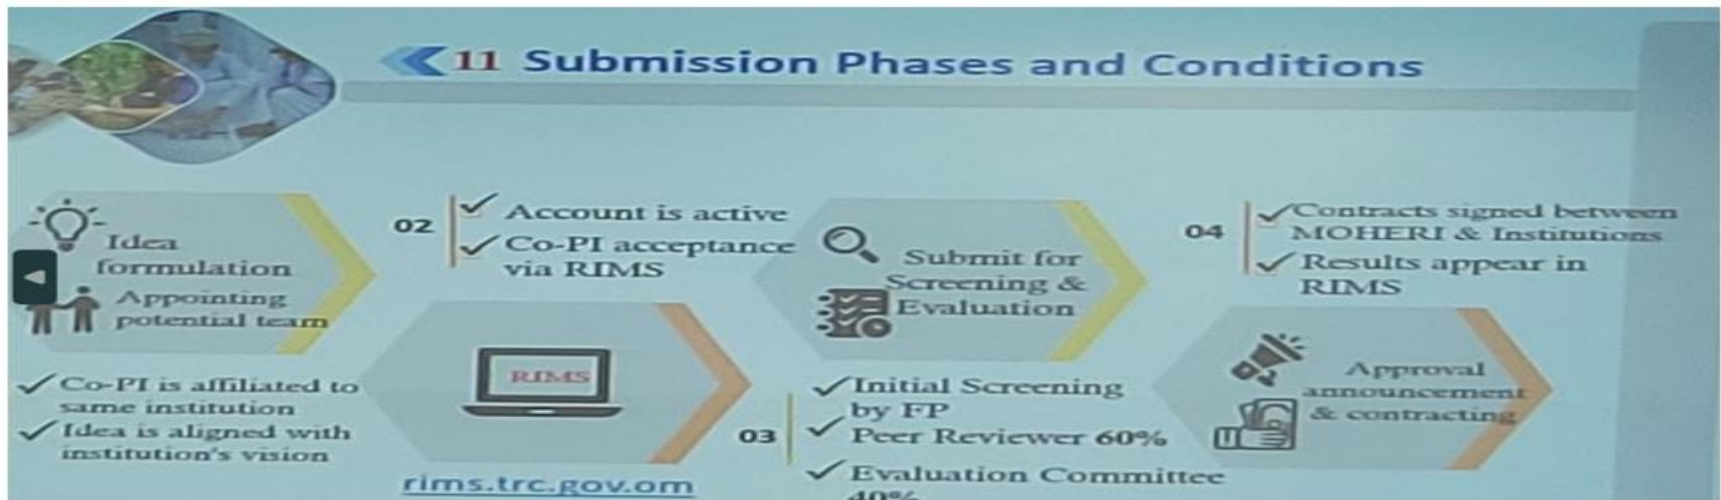 11 Submission Phases and Conditions
Idea
formulation
Appointing
potential team
✓ Co-PI is affiliated to
same institution
✓ Idea is aligned with
institution's vision
02
✓ Account is active
✓ Co-PI acceptance
via RIMS
RIMS
rims.trc.gov.om
Submit for
Screening &
Evaluation
03
✓ Initial Screening
by FP
✓ Peer Reviewer 60%
✓ Evaluation Committee
40%
04
✓ Contracts signed between
MOHERI & Institutions
✓ Results appear in
RIMS
Approval
announcement
& contracting